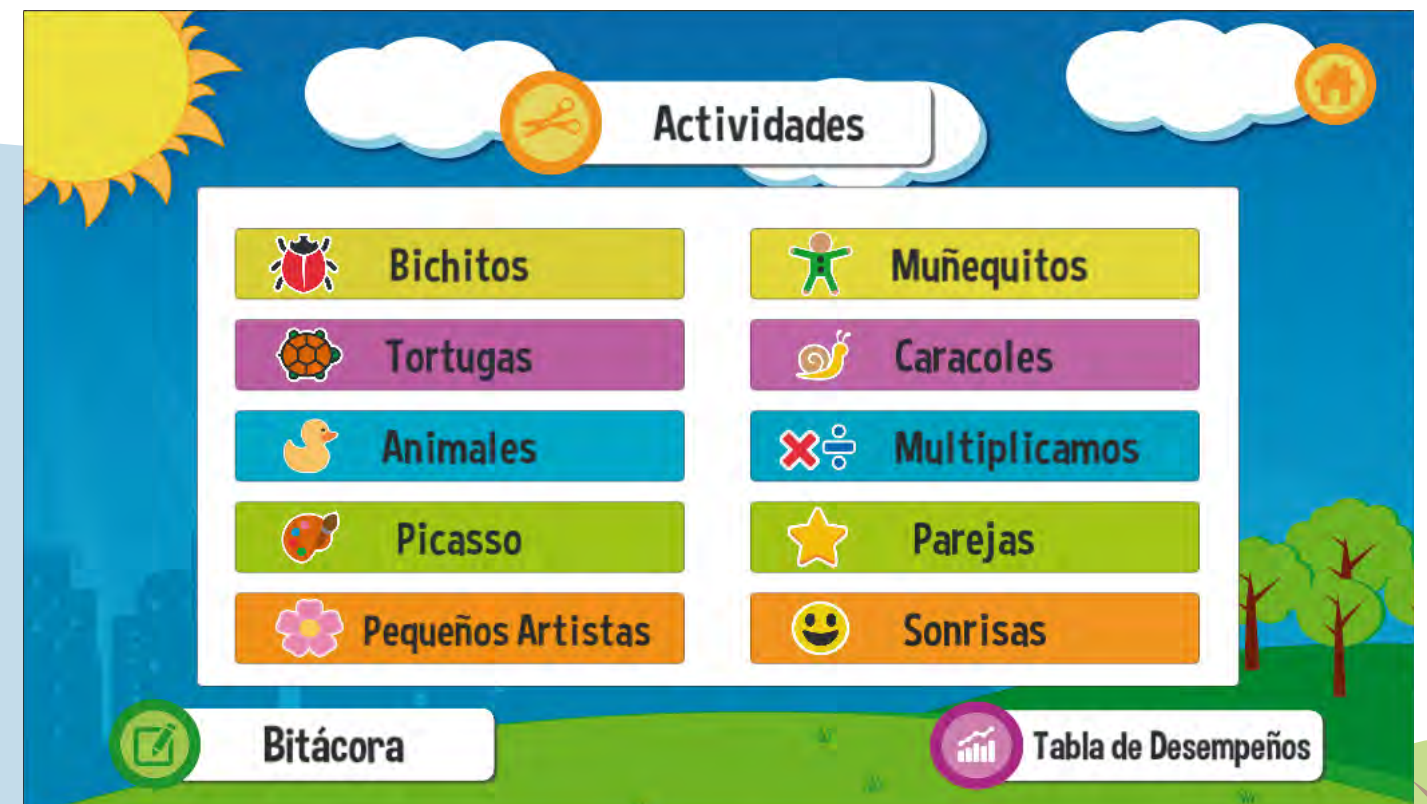 Actividades
Bichitos
Muñequitos
Tortugas
Caracoles
Animales
Multiplicamos
Picasso
Parejas
Pequeños Artistas
Sonrisas
Bitácora
Tabla de Desempeños